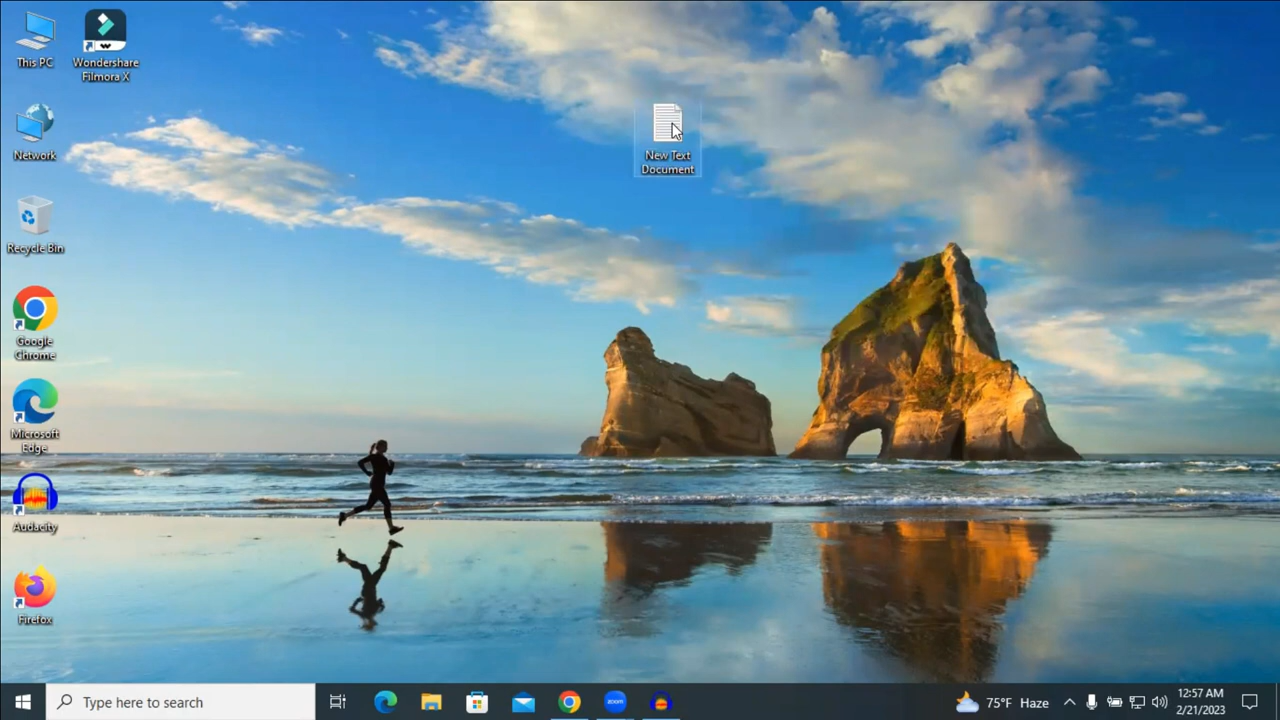 This PC
Wondershare
Filmora X
Network
Recycle Bin
Google
Chrome
Microsoft
Edge
Audacity
Firefox
New Text
Document
Type here to search
zoom
75°F Haze
12:57 AM
2/21/2023